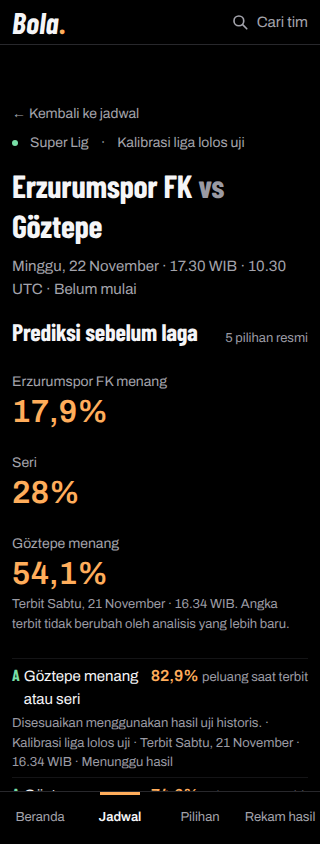 Bola.
Cari tim
← Kembali ke jadwal
Super Lig · Kalibrasi liga lolos uji
Erzurumspor FK vs
Göztepe
Minggu, 22 November · 17.30 WIB · 10.30
UTC · Belum mulai
Prediksi sebelum laga
5 pilihan resmi
Erzurumspor FK menang
17,9%
Seri
28%
Göztepe menang
54,1%
Terbit Sabtu, 21 November · 16.34 WIB. Angka
terbit tidak berubah oleh analisis yang lebih baru.
A Göztepe menang 82,9% peluang saat terbit
atau seri
Disesuaikan menggunakan hasil uji historis. ·
Kalibrasi liga lolos uji · Terbit Sabtu, 21 November ·
16.34 WIB · Menunggu hasil
Beranda
Jadwal
Pilihan
Rekam hasil